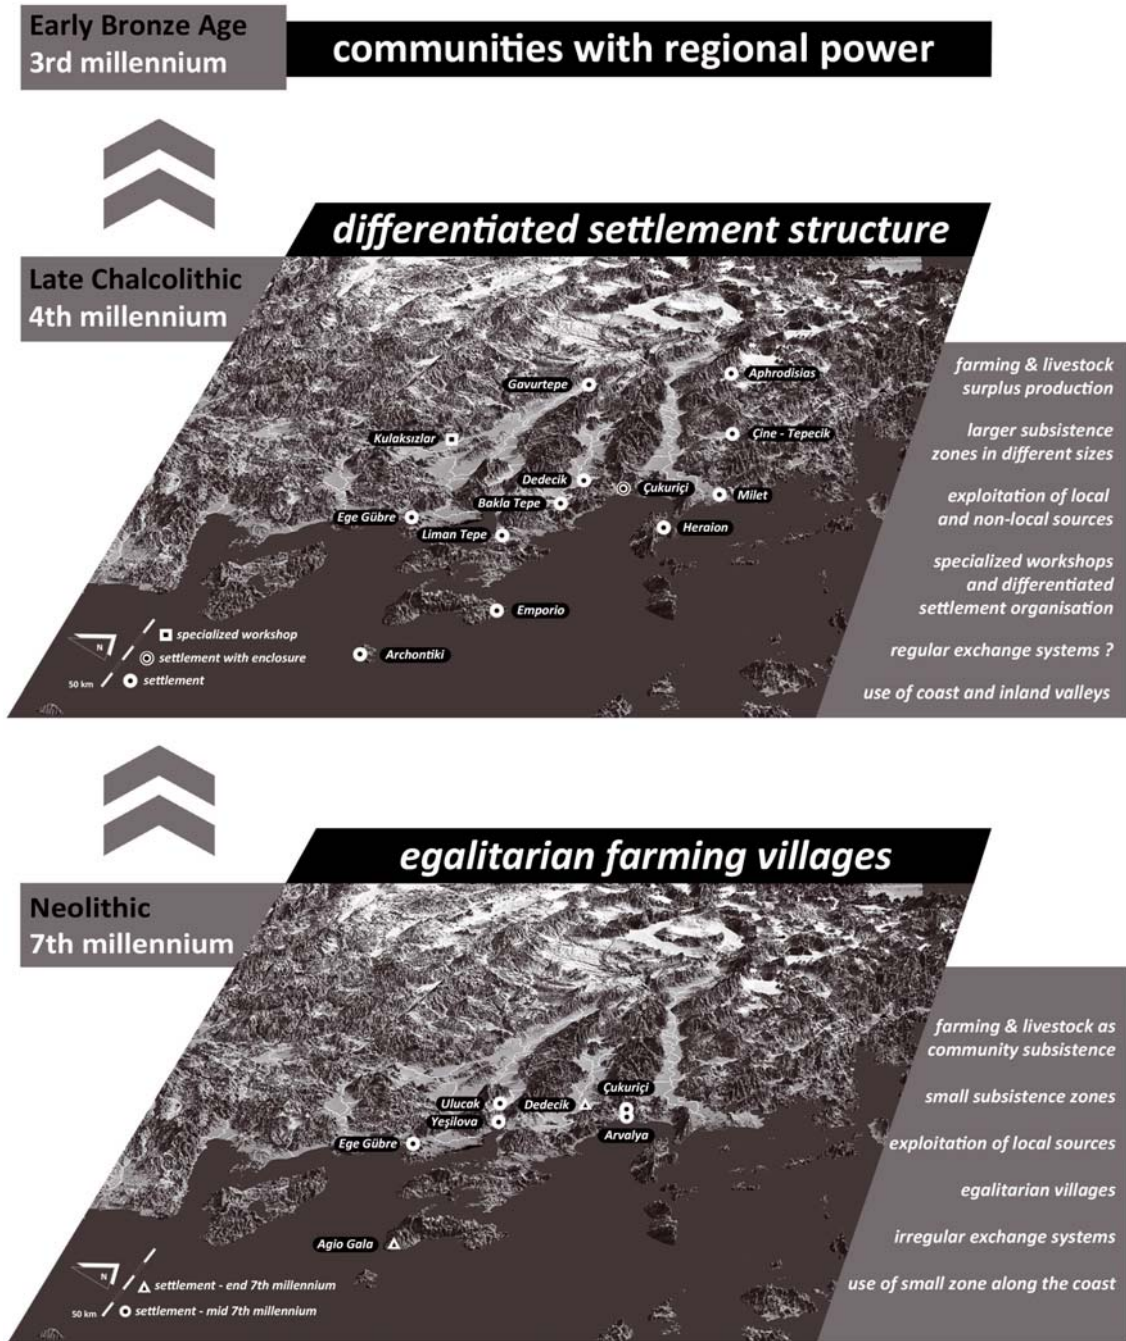 Early Bronze Age
3rd millennium
communities with regional power
differentiated settlement structure
Late Chalcolithic
4th millennium
farming & livestock
surplus production
larger subsistence
zones in different sizes
exploitation of local
and non-local sources
specialized workshops
and differentiated
settlement organisation
regular exchange systems ?
use of coast and inland valleys
Gavurtepe
Aphrodisias
Kulaksızlar
Çine - Tepecik
Dedecik
Çukuriçi
Bakla Tepe
Milet
Ege Gübre
Liman Tepe
Heraion
Emporio
Archontiki
N
50 km
specialized workshop
settlement with enclosure
settlement
egalitarian farming villages
Neolithic
7th millennium
farming & livestock as
community subsistence
small subsistence zones
exploitation of local sources
egalitarian villages
irregular exchange systems
use of small zone along the coast
Çukuriçi
Ulucak
Dedecik
Yeşilova
Arvalya
Ege Gübre
Agio Gala
N
50 km
settlement - end 7th millennium
settlement - mid 7th millennium